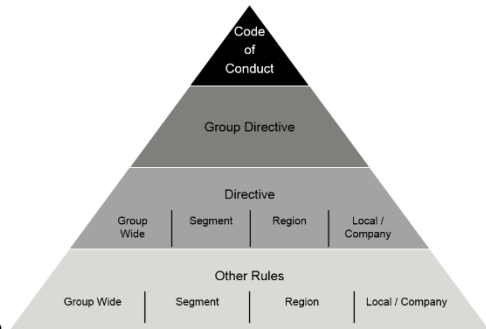 Code
of
Conduct
Group Directive
Directive
Group
Wide
Segment
Region
Local /
Company
Other Rules
Group Wide
Segment
Region
Local / Company